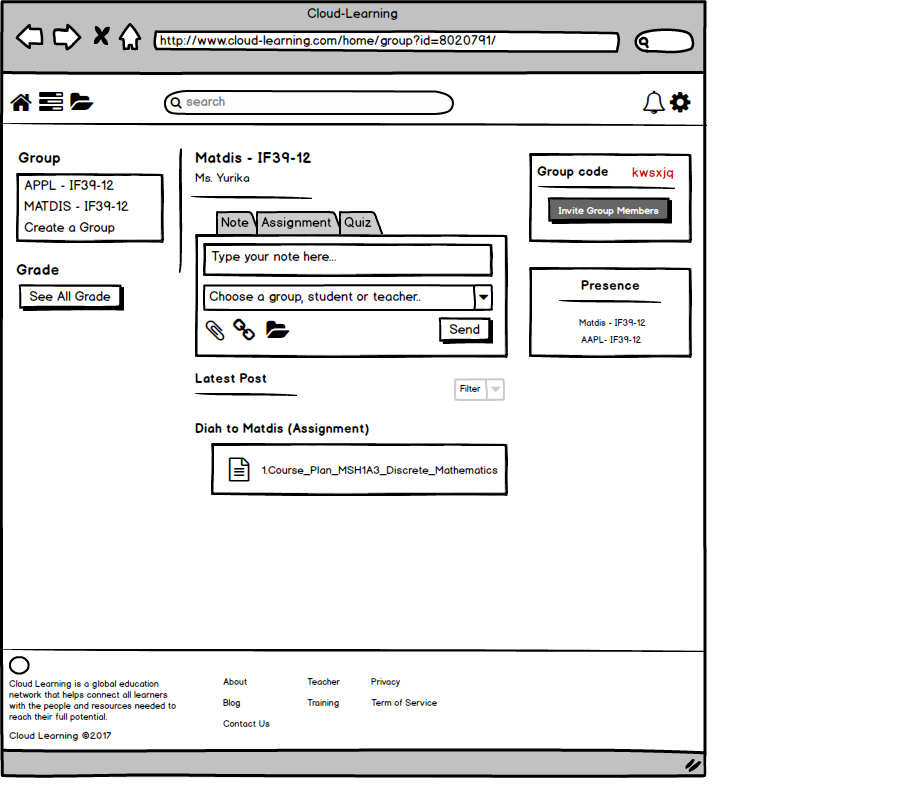 Cloud-Learning
http://www.cloud-learning.com/home/group?id=8020791/
search
Group
APPL - IF39-12
MATDIS - IF39-12
Create a Group
Grade
See All Grade
Matdis - IF39-12
Ms. Yurika
Note Assignment Quiz
Type your note here...
Choose a group, student or teacher..
Send
Latest Post
Filter
Diah to Matdis (Assignment)
1.Course_Plan_MSH1A3_Discrete_Mathematics
Group code kwsxjq
Invite Group Members
Presence
Matdis - IF39-12
AAPL- IF39-12
Cloud Learning is a global education
network that helps connect all learners
with the people and resources needed to
reach their full potential.
Cloud Learning ©2017
About Teacher Privacy
Blog Training Term of Service
Contact Us